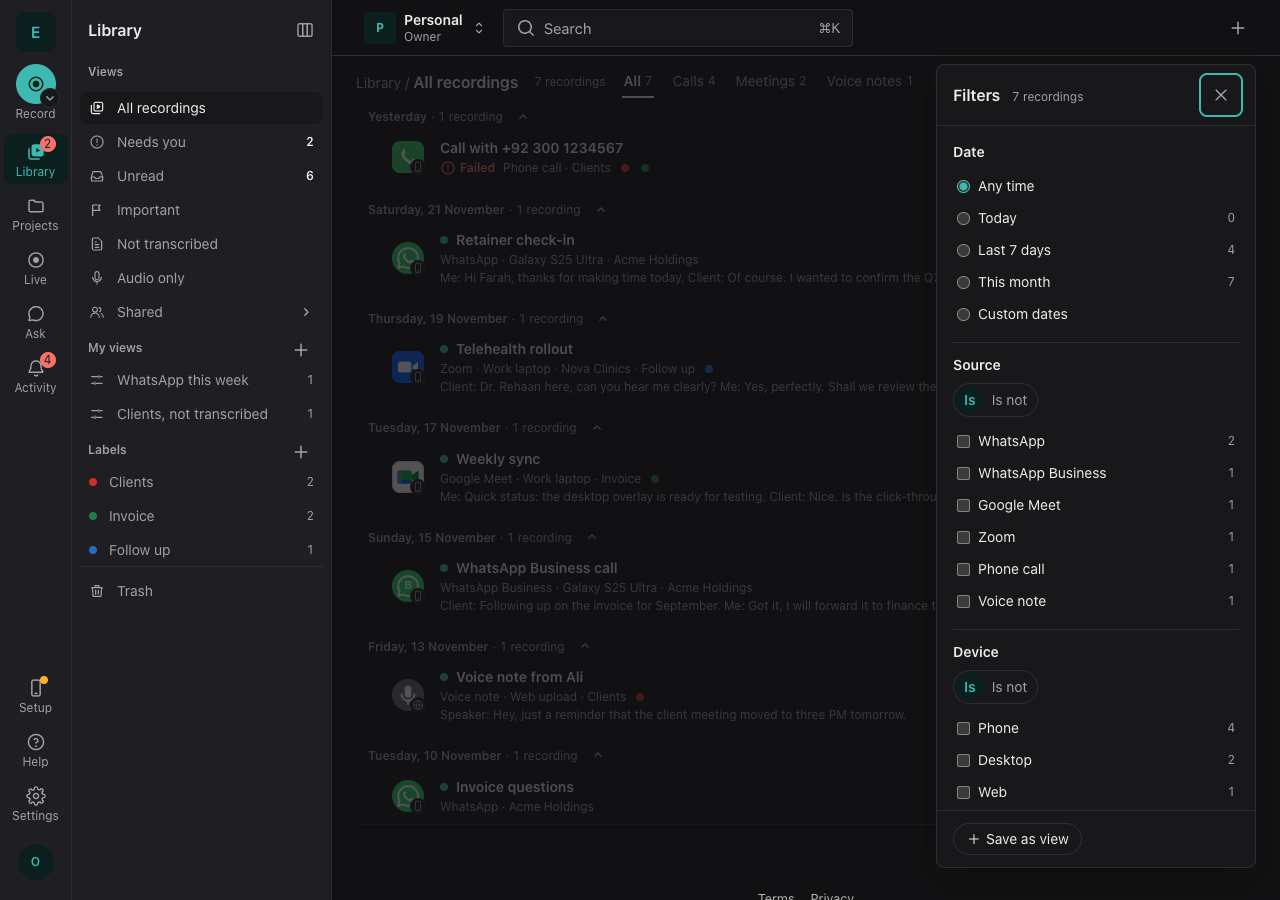 E
Record
2
Library
Projects
Live
Ask
4
Activity
Setup
Help
Settings
O
Library
Views
All recordings
Needs you 2
Unread 6
Important
Not transcribed
Audio only
Shared
My views
WhatsApp this week 1
Clients, not transcribed 1
Labels
Clients 2
Invoice 2
Follow up 1
Trash
P Personal
Owner
Search ⌘K
Library / All recordings 7 recordings All 7 Calls 4 Meetings 2 Voice notes 1
Yesterday · 1 recording
Call with +92 300 1234567
Failed Phone call · Clients
Saturday, 21 November · 1 recording
Retainer check-in
WhatsApp · Galaxy S25 Ultra · Acme Holdings
Me: Hi Farah, thanks for making time today. Client: Of course. I wanted to confirm the Q3
Thursday, 19 November · 1 recording
Telehealth rollout
Zoom · Work laptop · Nova Clinics · Follow up
Client: Dr. Rehaan here, can you hear me clearly? Me: Yes, perfectly. Shall we review the
Tuesday, 17 November · 1 recording
Weekly sync
Google Meet · Work laptop · Invoice
Me: Quick status: the desktop overlay is ready for testing. Client: Nice. Is the
Sunday, 15 November · 1 recording
B
WhatsApp Business call
WhatsApp Business · Galaxy S25 Ultra · Acme Holdings
Client: Following up on the invoice for September. Me: Got it, I will forward it to finance
Friday, 13 November · 1 recording
Voice note from Ali
Voice note · Web upload · Clients
Speaker: Hey, just a reminder that the client meeting moved to three PM tomorrow.
Tuesday, 10 November · 1 recording
Invoice questions
WhatsApp · Acme Holdings
Terms Privacy
Filters 7 recordings
Date
Any time
Today 0
Last 7 days 4
This month 7
Custom dates
Source
Is Is not
WhatsApp 2
WhatsApp Business 1
Google Meet 1
Zoom 1
Phone call 1
Voice note 1
Device
Is Is not
Phone 4
Desktop 2
Web 1
+ Save as view